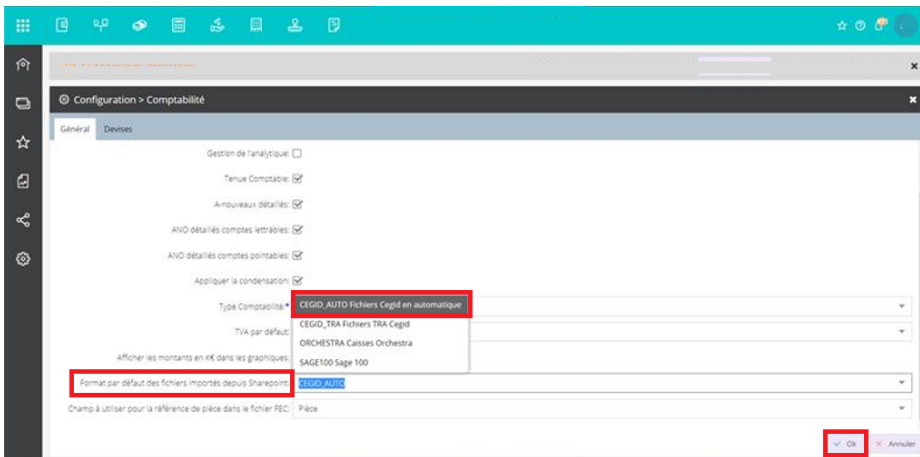 Configuration > Comptabilité
Général Devises
Gestion de l'analytique:
Tenue Comptable:
A-nouveaux détaillés:
ANO détaillés comptes lettrables:
ANO détaillés comptes pointables:
Appliquer la condensation:
Type Comptabilité:* CEGID_AUTO Fichiers Cegid en automatique
CEGID_TRA Fichiers TRA Cegid
TVA par défaut:
ORCHESTRA Caisses Orchestra
Afficher les montants en K€ dans les graphiques:
SAGE100 Sage 100
Format par défaut des fichiers importés depuis Sharepoint: CEGID_AUTO
Champ à utiliser pour la référence de pièce dans le fichier FEC: Pièce
Ok Annuler